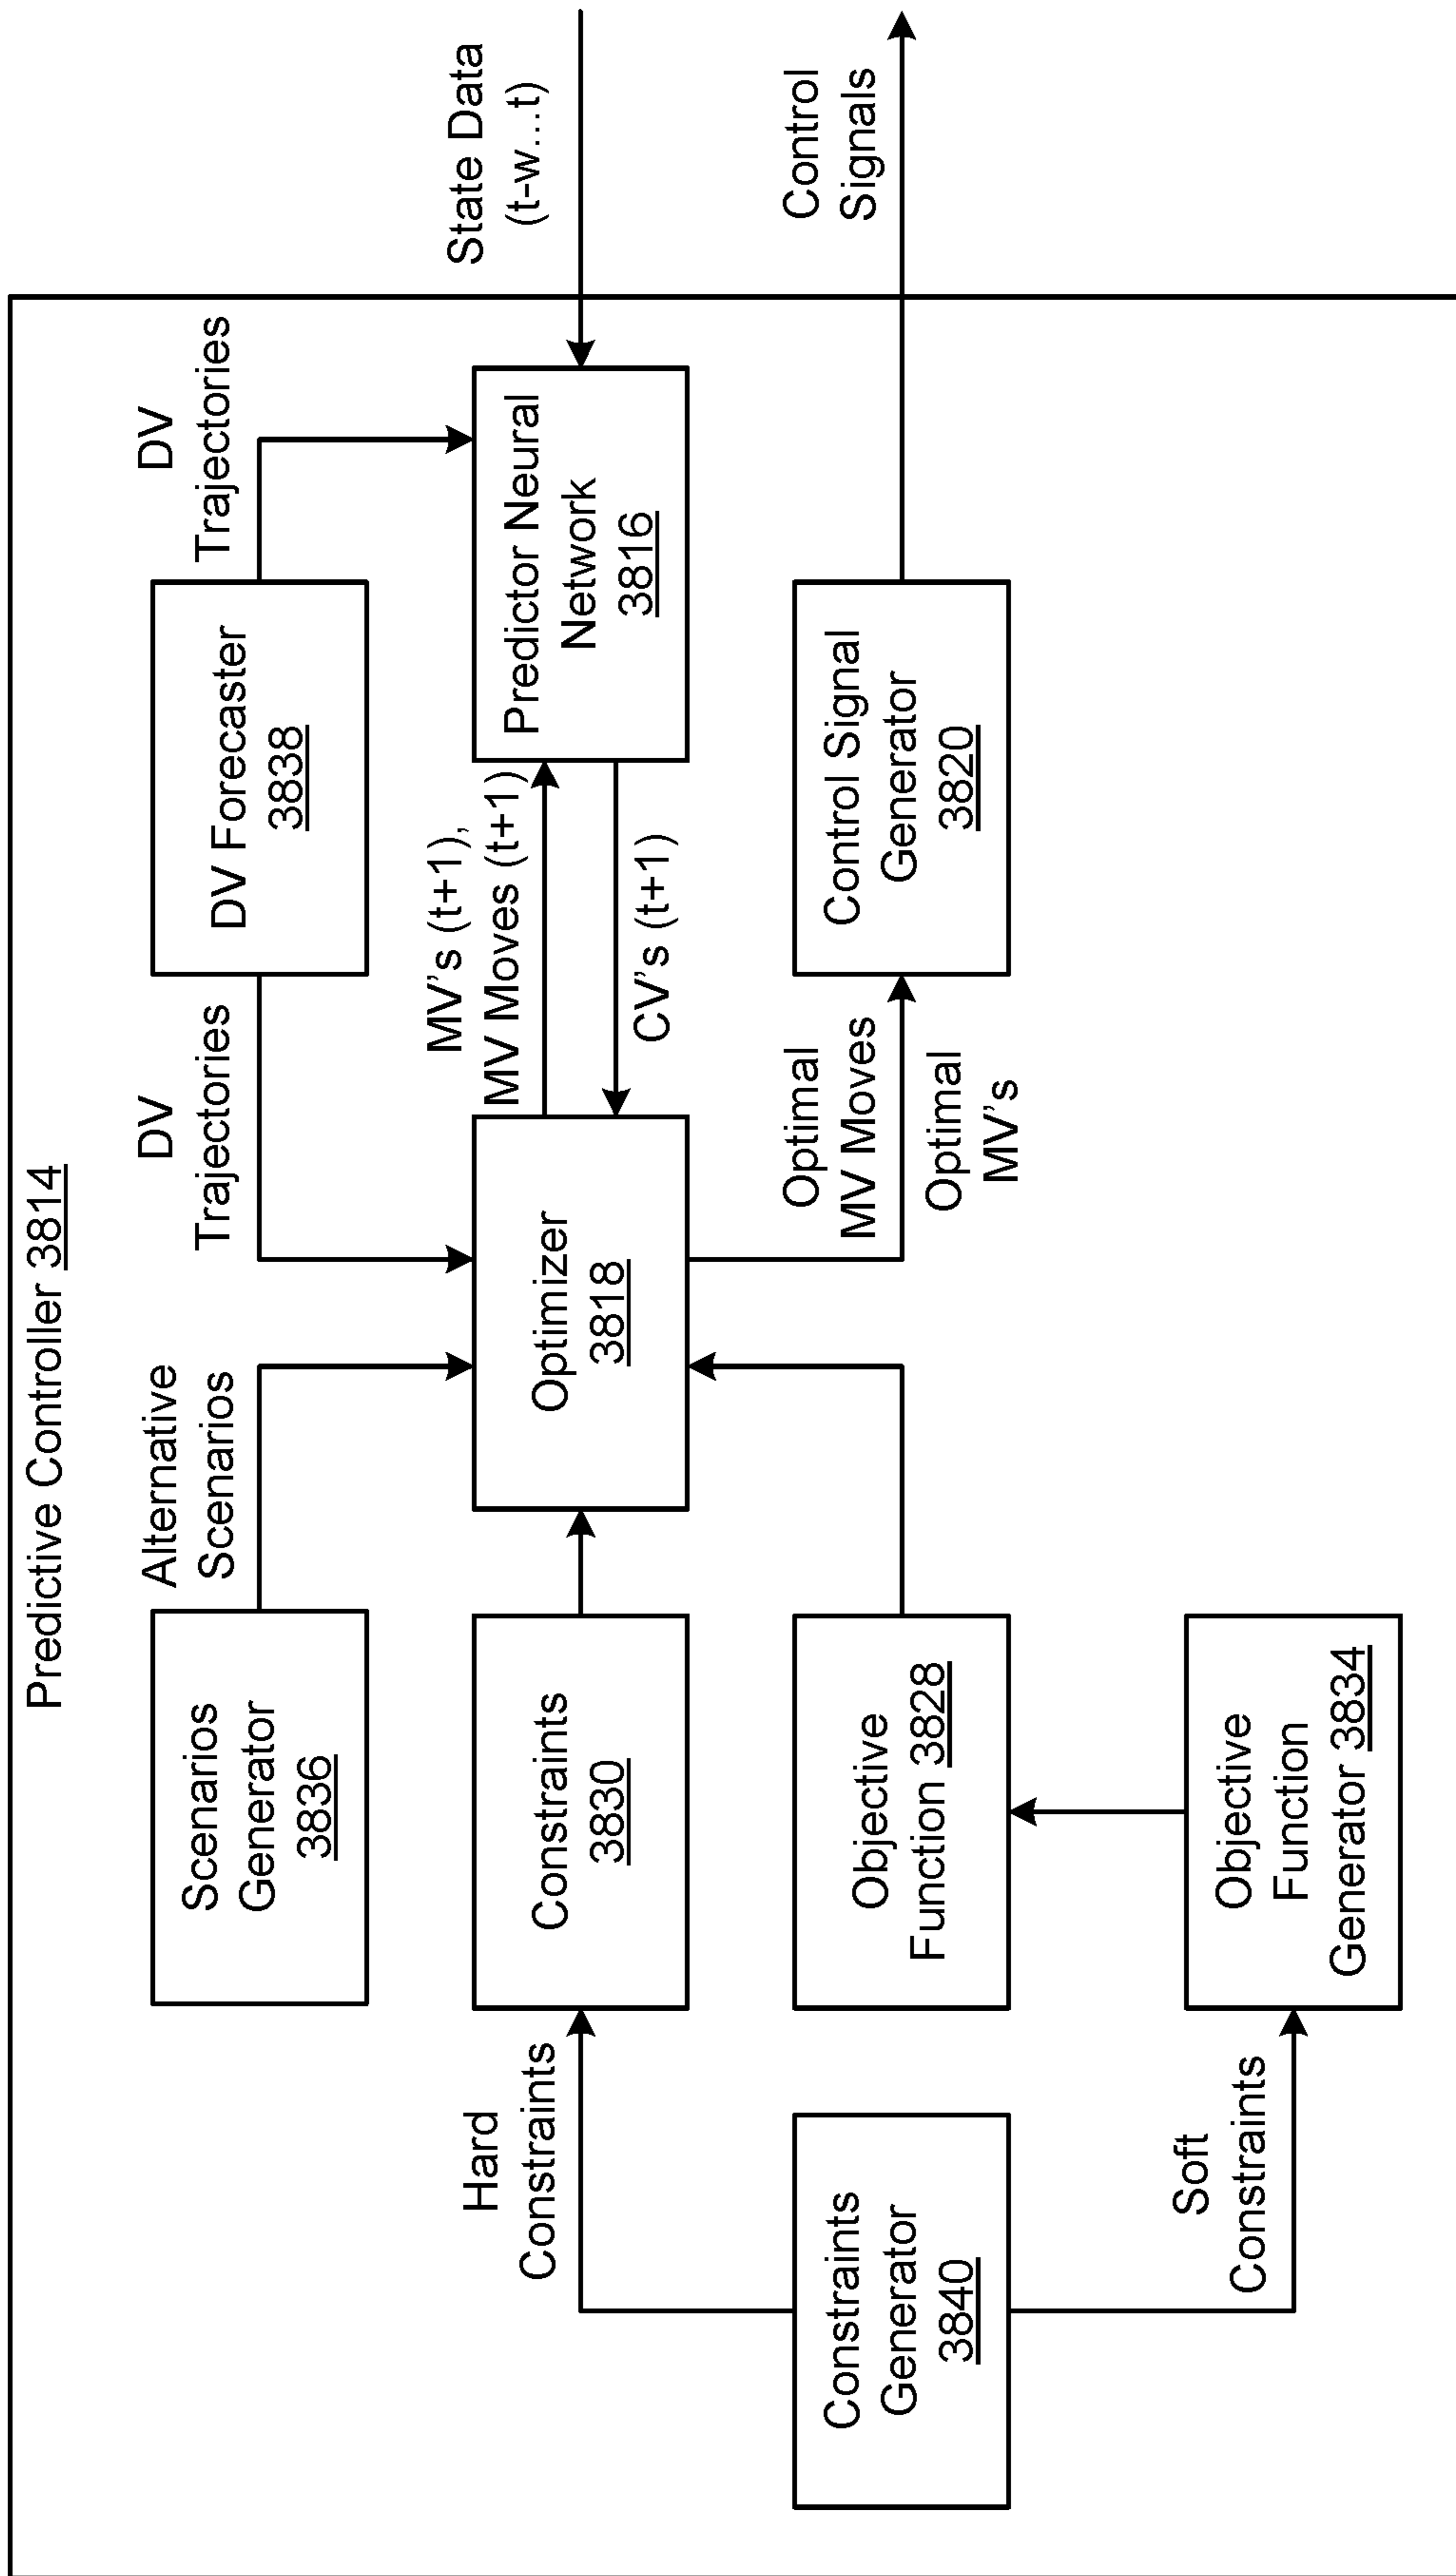 Predictive Controller 3814
Scenarios
Generator
3836
Alternative
Scenarios
DV
Trajectories
DV Forecaster
3838
DV
Trajectories
Hard
Constraints
Constraints
3830
Optimizer
3818
MV's (t+1),
MV Moves (t+1)
CV's (t+1)
Predictor Neural
Network
3816
State Data
(t-w...t)
Constraints
Generator
3840
Objective
Function 3828
Optimal
MV Moves
Optimal
MV's
Control Signal
Generator
3820
Control
Signals
Soft
Constraints
Objective
Function
Generator 3834